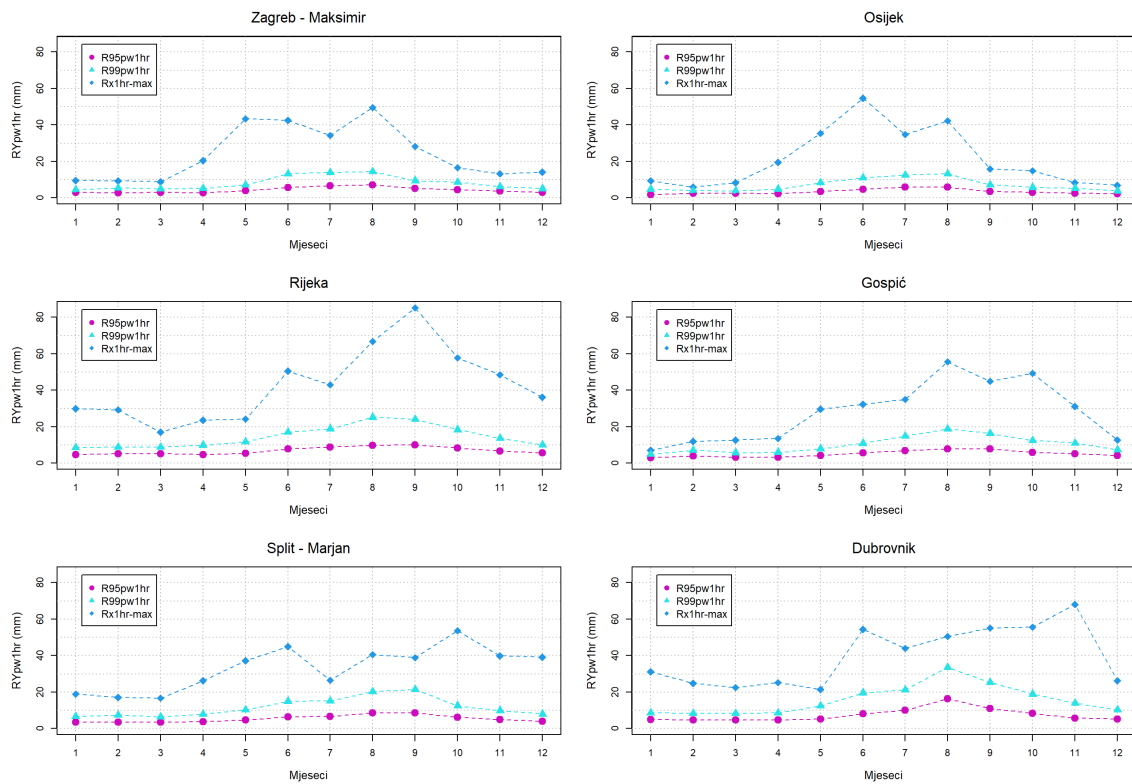 Zagreb - Maksimir
RYpw1hr (mm)
80
60
40
20
0
R95pw1hr
R99pw1hr
Rx1hr-max
1 2 3 4 5 6 7 8 9 10 11 12
Mjeseci
Osijek
RYpw1hr (mm)
80
60
40
20
0
R95pw1hr
R99pw1hr
Rx1hr-max
1 2 3 4 5 6 7 8 9 10 11 12
Mjeseci
Rijeka
RYpw1hr (mm)
80
60
40
20
0
R95pw1hr
R99pw1hr
Rx1hr-max
1 2 3 4 5 6 7 8 9 10 11 12
Mjeseci
Gospić
RYpw1hr (mm)
80
60
40
20
0
R95pw1hr
R99pw1hr
Rx1hr-max
1 2 3 4 5 6 7 8 9 10 11 12
Mjeseci
Split - Marjan
RYpw1hr (mm)
80
60
40
20
0
R95pw1hr
R99pw1hr
Rx1hr-max
1 2 3 4 5 6 7 8 9 10 11 12
Mjeseci
Dubrovnik
RYpw1hr (mm)
80
60
40
20
0
R95pw1hr
R99pw1hr
Rx1hr-max
1 2 3 4 5 6 7 8 9 10 11 12
Mjeseci